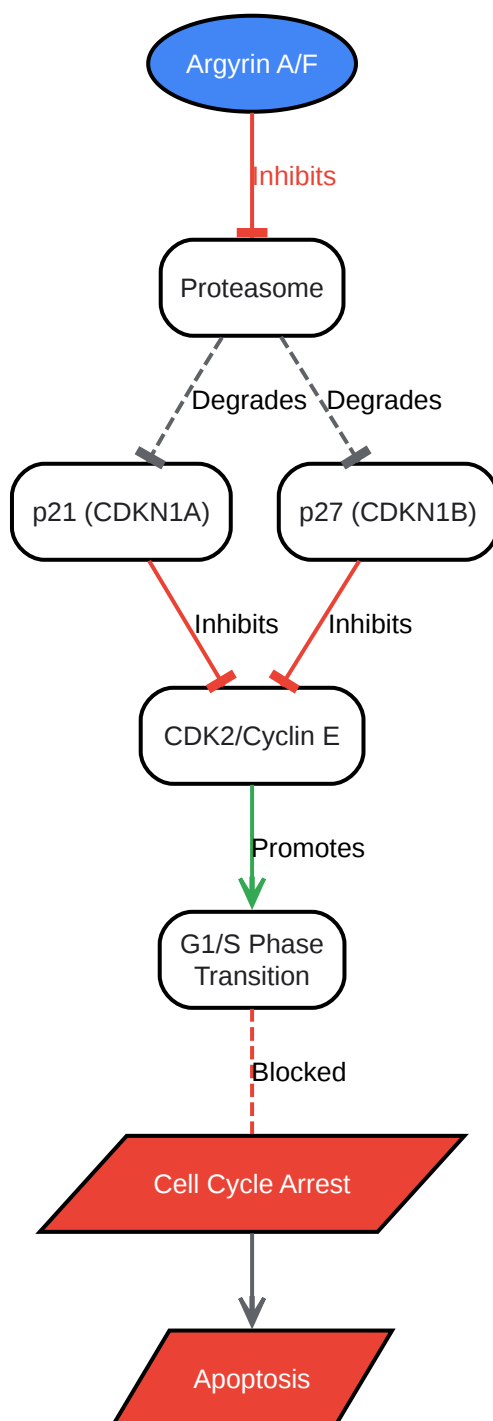 Argyrin A/F
Inhibits
Proteasome
Degrades
Degrades
p21 (CDKN1A)
p27 (CDKN1B)
Inhibits
Inhibits
CDK2/Cyclin E
Promotes
G1/S Phase
Transition
Blocked
Cell Cycle Arrest
Apoptosis